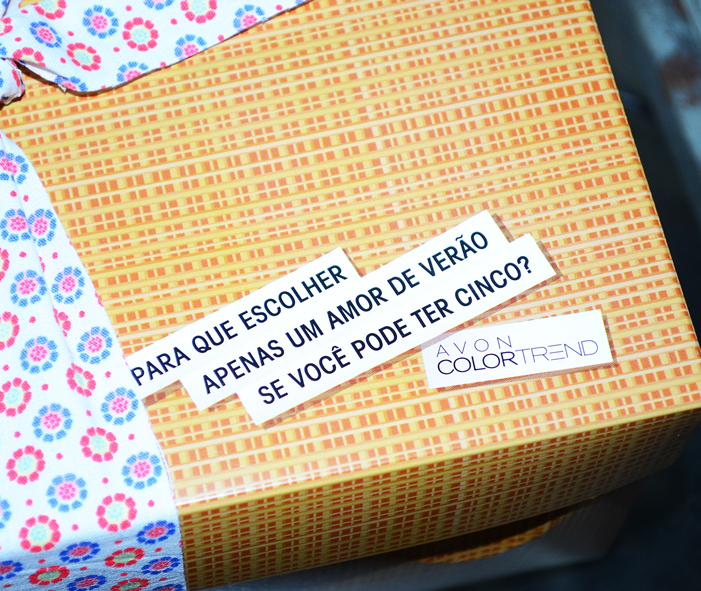 PARA QUE ESCOLHER
APENAS UM AMOR DE VERÃO
SE VOCÊ PODE TER CINCO?
AVON
COLORTREND